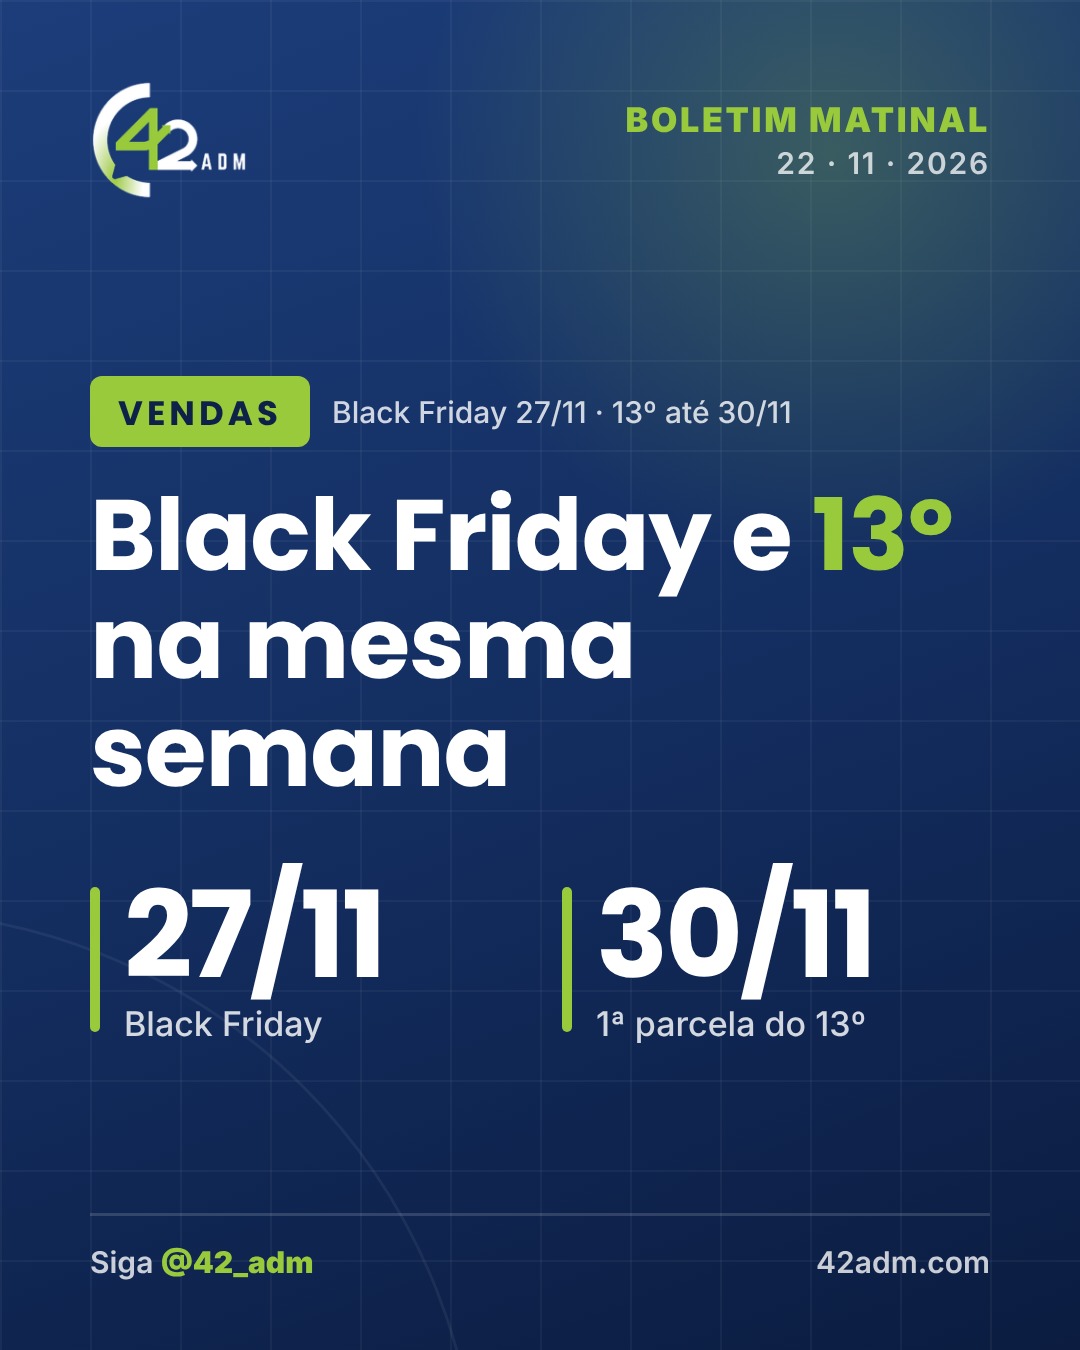 42 ADM
BOLETIM MATINAL
22 · 11 · 2026
VENDAS
Black Friday 27/11 · 13º até 30/11
Black Friday e 13º
na mesma
semana
27/11
Black Friday
30/11
1ª parcela do 13º
Siga @42_adm
42adm.com